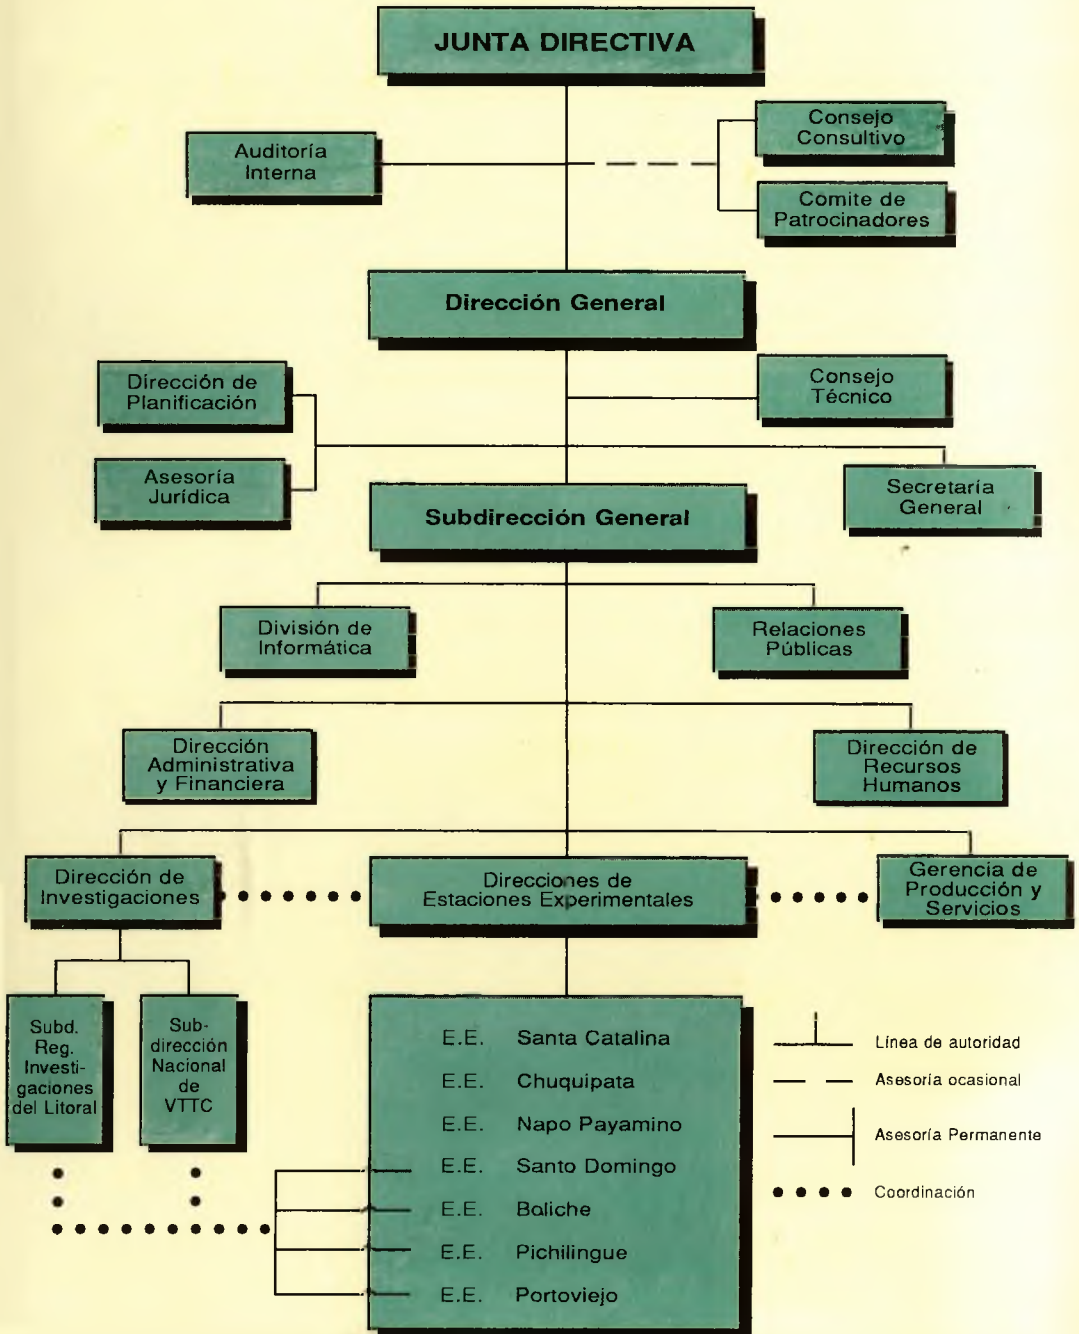 JUNTA DIRECTIVA
Auditoría
Interna
Consejo
Consultivo
Comite de
Patrocinadores
Dirección General
Dirección de
Planificación
Consejo
Técnico
Asesoría
Jurídica
Secretaría
General
Subdirección General
División de
Informática
Relaciones
Públicas
Dirección
Administrativa
y Financiera
Dirección de
Recursos
Humanos
Dirección de
Investigaciones
Direcciones de
Estaciones Experimentales
Gerencia de
Producción y
Servicios
Subd.
Reg.
Investi-
gaciones
del Litoral
Sub-
dirección
Nacional
de
VTTC
E.E. Santa Catalina
E.E. Chuquipata
E.E. Napo Payamino
E.E. Santo Domingo
E.E. Boliche
E.E. Pichilingue
E.E. Portoviejo
Línea de autoridad
Asesoría ocasional
Asesoría Permanente
Coordinación